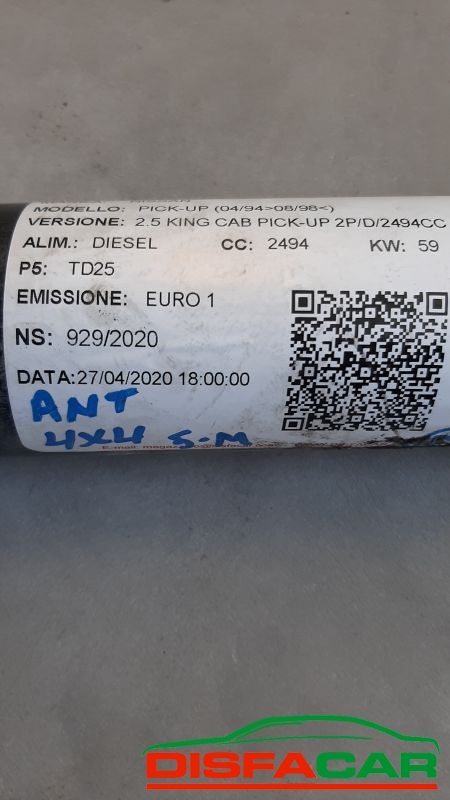 MODELLO: PICK-UP (04/94>08/98<)
VERSIONE: 2.5 KING CAB PICK-UP 2P/D/2494CC
ALIM.: DIESEL CC: 2494 KW: 59
P5: TD25
EMISSIONE: EURO 1
NS: 929/2020
DATA:27/04/2020 18:00:00
ANT
4X4 S.M
E-mail:
DISFACAR